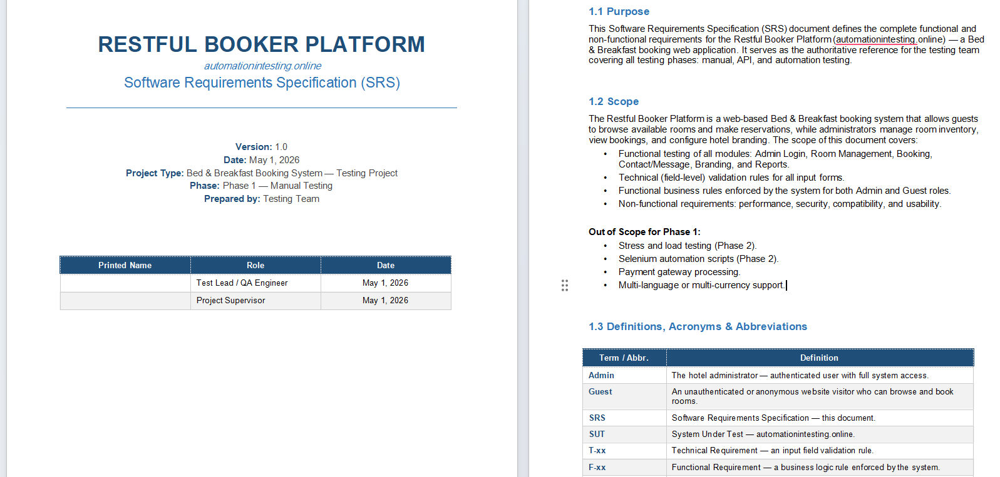 RESTFUL BOOKER PLATFORM
automationintesting.online
Software Requirements Specification (SRS)
Version: 1.0
Date: May 1, 2026
Project Type: Bed & Breakfast Booking System — Testing Project
Phase: Phase 1 — Manual Testing
Prepared by: Testing Team
Printed Name Role Date
Test Lead / QA Engineer May 1, 2026
Project Supervisor May 1, 2026
1.1 Purpose
This Software Requirements Specification (SRS) document defines the complete functional and
non-functional requirements for the Restful Booker Platform (automationintesting.online) — a Bed
& Breakfast booking web application. It serves as the authoritative reference for the testing team
covering all testing phases: manual, API, and automation testing.
1.2 Scope
The Restful Booker Platform is a web-based Bed & Breakfast booking system that allows guests
to browse available rooms and make reservations, while administrators manage room inventory,
view bookings, and configure hotel branding. The scope of this document covers:
• Functional testing of all modules: Admin Login, Room Management, Booking,
Contact/Message, Branding, and Reports.
• Technical (field-level) validation rules for all input forms.
• Functional business rules enforced by the system for both Admin and Guest roles.
• Non-functional requirements: performance, security, compatibility, and usability.
Out of Scope for Phase 1:
• Stress and load testing (Phase 2).
• Selenium automation scripts (Phase 2).
• Payment gateway processing.
• Multi-language or multi-currency support.
1.3 Definitions, Acronyms & Abbreviations
Term / Abbr. Definition
Admin The hotel administrator — authenticated user with full system access.
Guest An unauthenticated or anonymous website visitor who can browse and book
rooms.
SRS Software Requirements Specification — this document.
SUT System Under Test — automationintesting.online.
T-xx Technical Requirement — an input field validation rule.
F-xx Functional Requirement — a business logic rule enforced by the system.